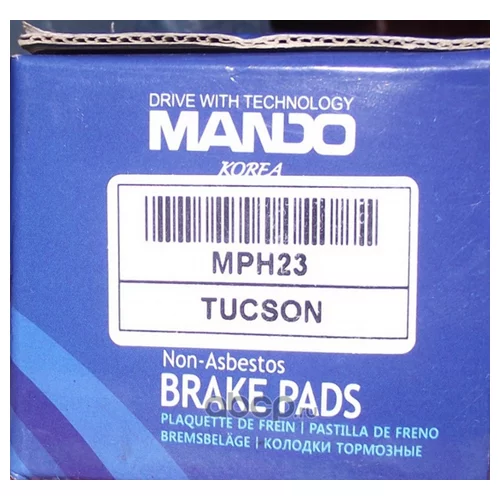 DRIVE WITH TECHNOLOGY
MANDO
KOREA
MPH23
TUCSON
Non-Asbestos
BRAKE PADS
PLAQUETTE DE FREIN | PASTILLA DE FRENO
BREMSBELÄGE | КОЛОДКИ ТОРМОЗНЫЕ